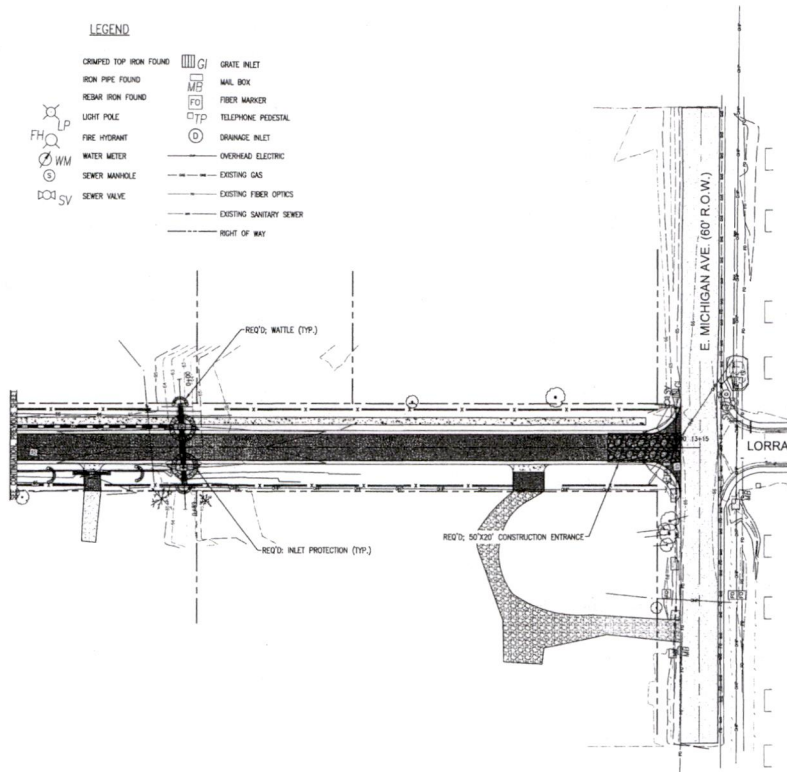 LEGEND
CRIMPED TOP IRON FOUND
IRON PIPE FOUND
REBAR IRON FOUND
LP LIGHT POLE
FH FIRE HYDRANT
WM WATER METER
S SEWER MANHOLE
SV SEWER VALVE
GI GRATE INLET
MB MAIL BOX
FO FIBER MARKER
TP TELEPHONE PEDESTAL
D DRAINAGE INLET
OVERHEAD ELECTRIC
EXISTING GAS
EXISTING FIBER OPTICS
EXISTING SANITARY SEWER
RIGHT OF WAY
E. MICHIGAN AVE. (60' R.O.W.)
REQ'D; WATTLE (TYP.)
13+15
LORRA
REQ'D; INLET PROTECTION (TYP.)
REQ'D; 50'X20' CONSTRUCTION ENTRANCE
MB
MB